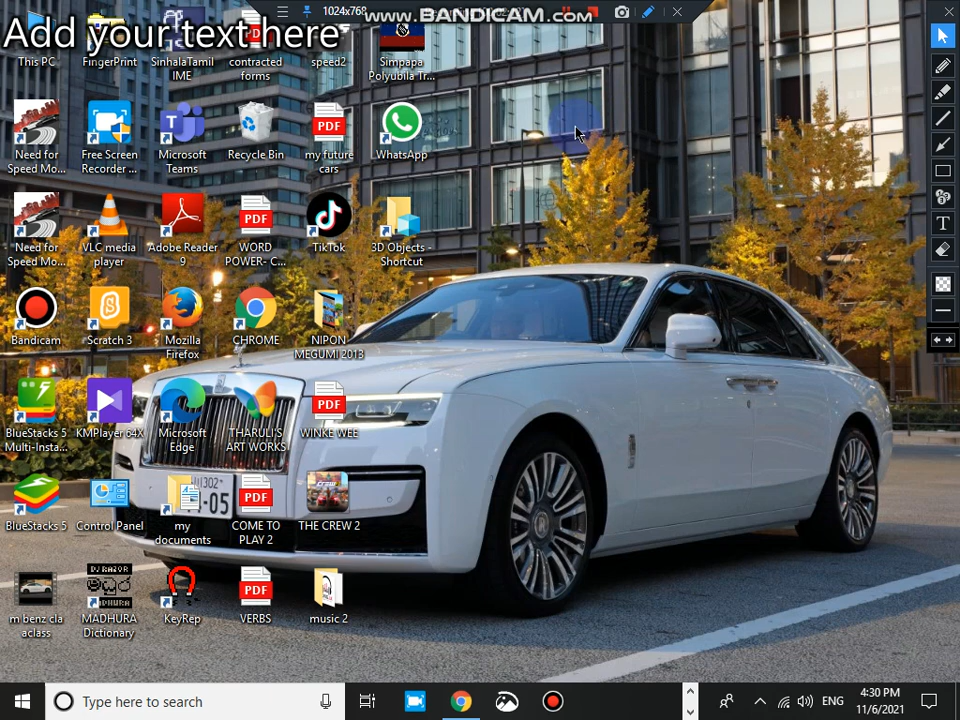 1024x768
www.BANDICAM.com
Add your text here
This PC
FingerPrint
SinhalaTamil
IME
contracted
forms
speed2
Simpapa
Polyubila Tr...
Need for
Speed Mo...
Free Screen
Recorder ...
Microsoft
Teams
Recycle Bin
PDF
my future
cars
WhatsApp
Need for
Speed Mo...
VLC media
player
Adobe Reader
9
PDF
WORD
POWER- C...
TikTok
3D Objects -
Shortcut
Bandicam
Scratch 3
Mozilla
Firefox
CHROME
NIPON
MEGUMI 2013
BlueStacks 5
Multi-Insta...
KMPlayer 64X
Microsoft
Edge
THARULI'S
ART WORKS
PDF
WINKE WEE
BlueStacks 5
Control Panel
my
documents
PDF
COME TO
PLAY 2
THE CREW 2
m benz cla
aclass
MADHURA
Dictionary
KeyRep
PDF
VERBS
music 2
Type here to search
ENG
4:30 PM
11/6/2021